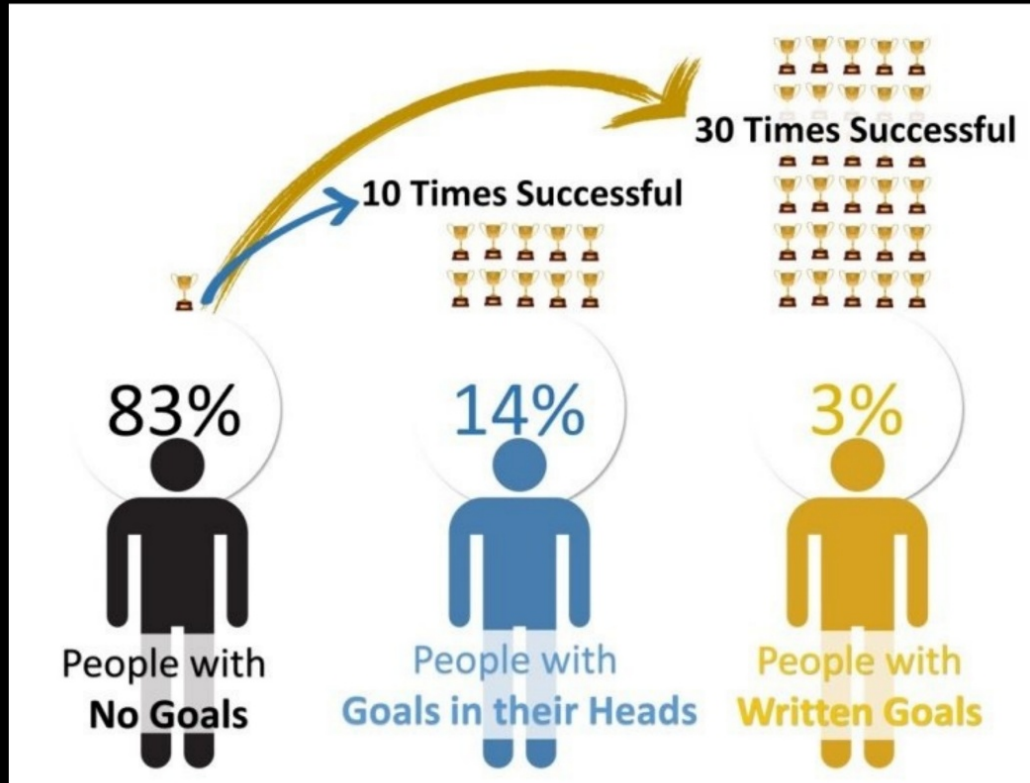 30 Times Successful
10 Times Successful
83%
14%
3%
People with
No Goals
People with
Goals in their Heads
People with
Written Goals